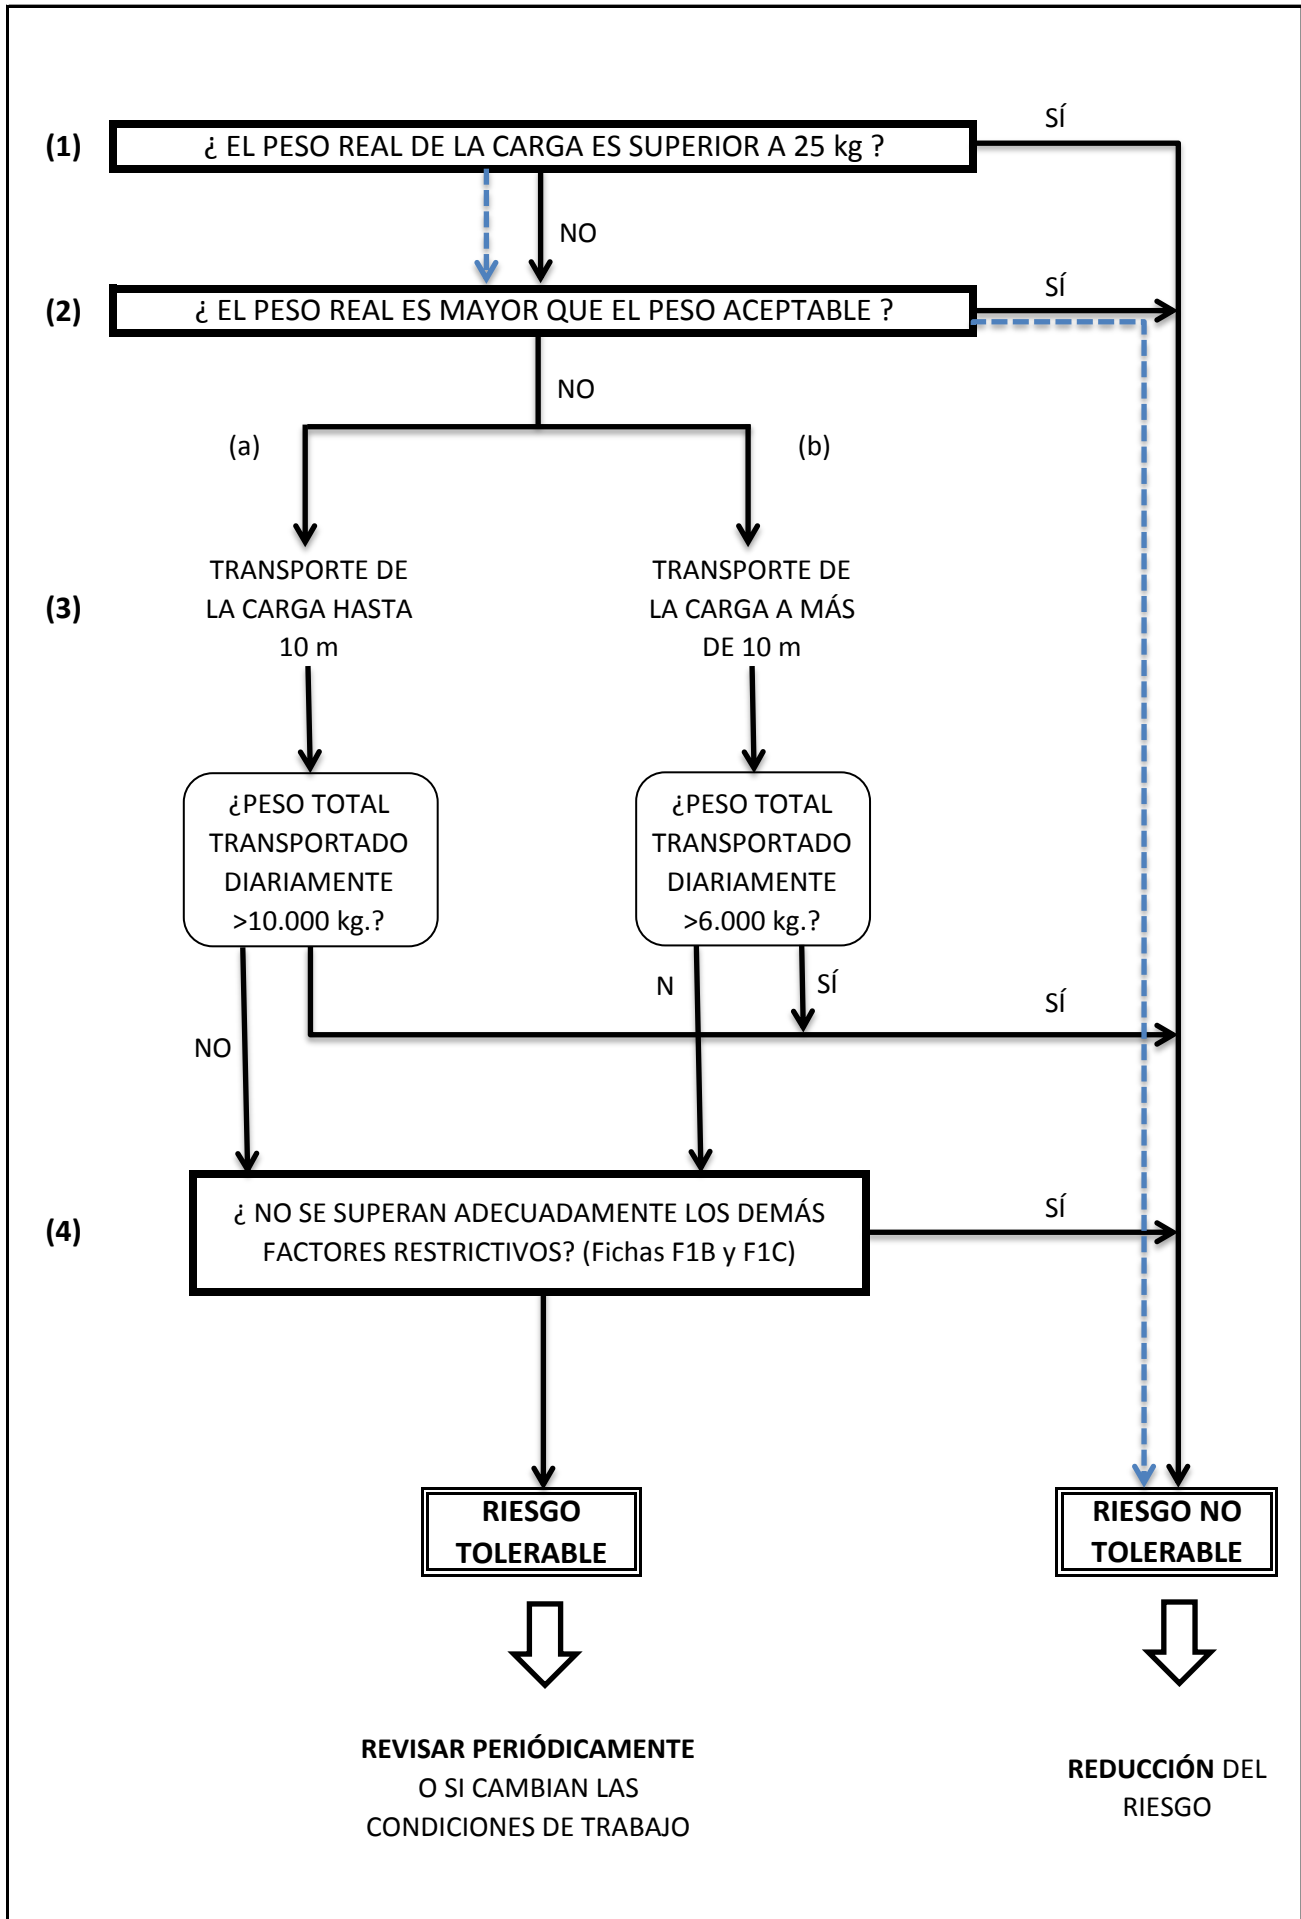 SÍ
(1) ¿ EL PESO REAL DE LA CARGA ES SUPERIOR A 25 kg ?
NO
SÍ
(2) ¿ EL PESO REAL ES MAYOR QUE EL PESO ACEPTABLE ?
NO
(a)
(b)
(3)
TRANSPORTE DE
LA CARGA HASTA
10 m
TRANSPORTE DE
LA CARGA A MÁS
DE 10 m
¿PESO TOTAL
TRANSPORTADO
DIARIAMENTE
>10.000 kg.?
¿PESO TOTAL
TRANSPORTADO
DIARIAMENTE
>6.000 kg.?
N
SÍ
SÍ
NO
(4)
¿ NO SE SUPERAN ADECUADAMENTE LOS DEMÁS
FACTORES RESTRICTIVOS? (Fichas F1B y F1C)
SÍ
RIESGO
TOLERABLE
RIESGO NO
TOLERABLE
REVISAR PERIÓDICAMENTE
O SI CAMBIAN LAS
CONDICIONES DE TRABAJO
REDUCCIÓN DEL
RIESGO